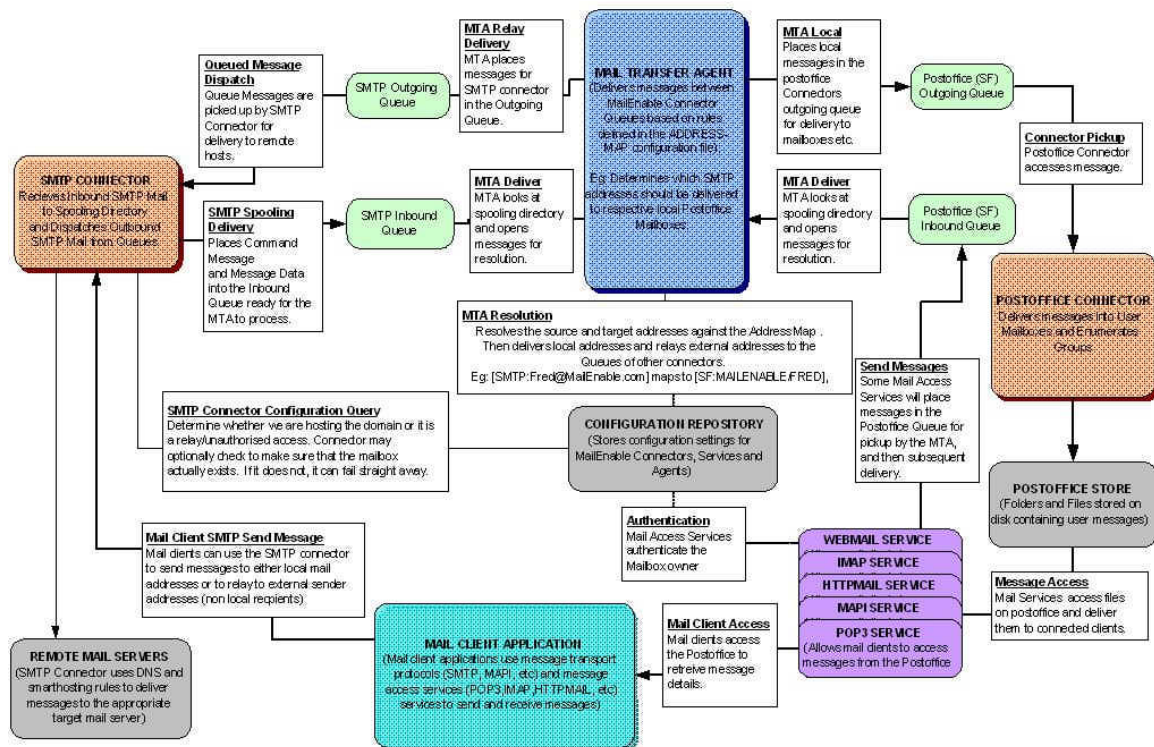 MTA Relay
Delivery
MTA places
messages for
SMTP connector
in the Outgoing
Queue.
MAIL TRANSFER AGENT
(Delivers messages between
MailEnable Connector
Queues based on rules
defined in the ADDRESS-
MAP configuration file).
Eg: Determines which SMTP
addresses should be delivered
to respective local Postoffice
Mailboxes.
MTA Local
Places local
messages in the
postoffice
Connectors
outgoing queue
for delivery to
mailboxes etc.
Queued Message
Dispatch
Queue Messages are
picked up by SMTP
Connector for
delivery to remote
hosts.
SMTP Outgoing
Queue
Postoffice (SF)
Outgoing Queue
Connector Pickup
Postoffice Connector
accesses message.
SMTP CONNECTOR
Recieves Inbound SMTP Mail
to Spooling Directory
and Dispatches Outbound
SMTP Mail from Queues
SMTP Spooling
Delivery
Places Command
Message
and Message Data
into the Inbound
Queue ready for the
MTA to process.
SMTP Inbound
Queue
MTA Deliver
MTA looks at
spooling directory
and opens
messages for
resolution.
MTA Deliver
MTA looks at
spooling directory
and opens
messages for
resolution.
Postoffice (SF)
Inbound Queue
POSTOFFICE CONNECTOR
Delivers messages into User
Mailboxes and Enumerates
Groups
MTA Resolution
Resolves the source and target addresses against the Address Map .
Then delivers local addresses and relays external addresses to the
Queues of other connectors.
Eg: [SMTP:Fred@MailEnable.com] maps to [SF:MAILENABLE/FRED],
Send Messages
Some Mail Access
Services will place
messages in the
Postoffice Queue for
pickup by the MTA,
and then subsequent
delivery.
SMTP Connector Configuration Query
Determine whether we are hosting the domain or it is
a relay/unauthorised access. Connector may
optionally check to make sure that the mailbox
actually exists. If it does not, it can fail straight away.
CONFIGURATION REPOSITORY
(Stores configuration settings for
MailEnable Connectors, Services and
Agents)
POSTOFFICE STORE
(Folders and Files stored on
disk containing user messages)
Mail Client SMTP Send Message
Mail clients can use the SMTP connector
to send messages to either local mail
addresses or to relay to external sender
addresses (non local recpients)
Authentication
Mail Access Services
authenticate the
Mailbox owner
WEBMAIL SERVICE
IMAP SERVICE
HTTPMAIL SERVICE
MAPI SERVICE
POP3 SERVICE
(Allows mail clients to access
messages from the Postoffice
Message Access
Mail Services access files
on postoffice and deliver
them to connected clients.
Mail Client Access
Mail clients access
the Postoffice to
retreive message
details.
MAIL CLIENT APPLICATION
(Mail client applications use message transport
protocols (SMTP, MAPI, etc) and message
access services (POP3,IMAP,HTTPMAIL, etc)
services to send and receive messages)
REMOTE MAIL SERVERS
(SMTP Connector uses DNS and
smarthosting rules to deliver
messages to the appropriate
target mail server)